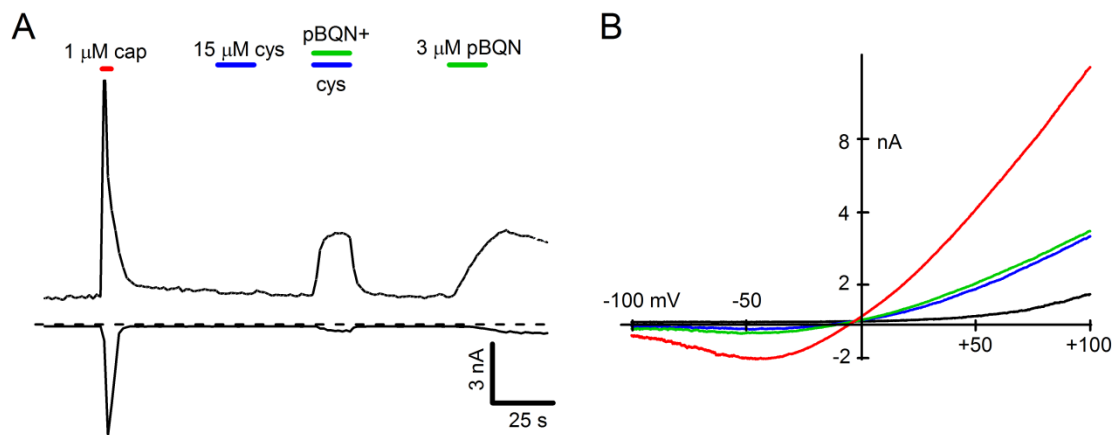 A
1 μM cap
15 μM cys
pBQN+
cys
3 μM pBQN
3 nA
25 s
B
8
nA
4
2
-100 mV
-50
+50
+100
-2